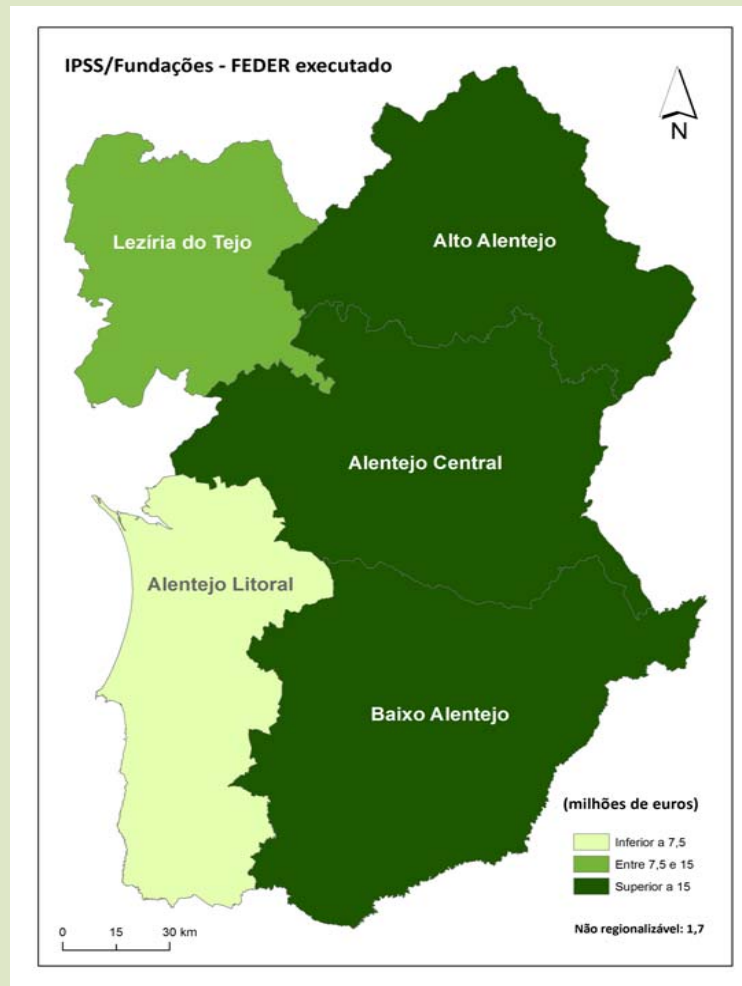 IPSS/Fundações - FEDER executado
N
Lezíria do Tejo
Alto Alentejo
Alentejo Central
Alentejo Litoral
Baixo Alentejo
(milhões de euros)
Inferior a 7,5
Entre 7,5 e 15
Superior a 15
Não regionalizável: 1,7
0 15 30 km